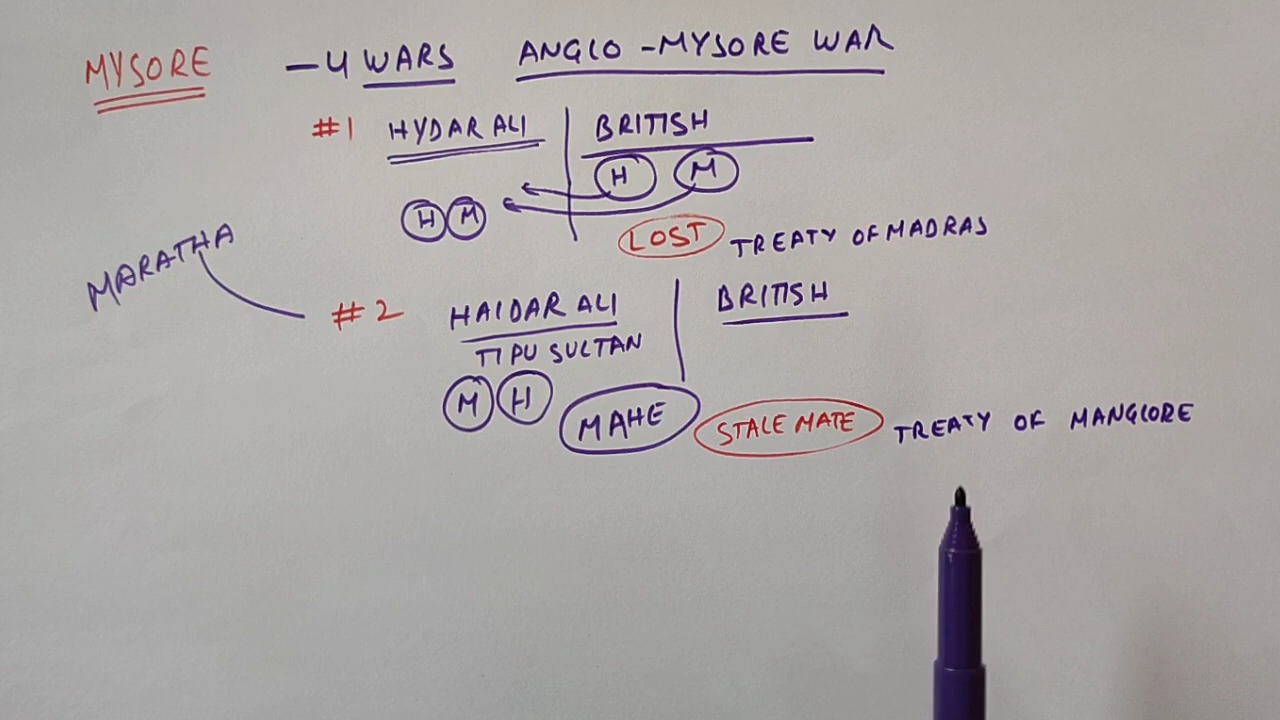 MYSORE – 4 WARS ANGLO-MYSORE WAR
#1 HYDAR ALI BRITISH
H M
H M
LOST TREATY OF MADRAS
MARATHA
#2 HAIDAR ALI BRITISH
TIPU SULTAN
M H MAHE STALE MATE TREATY OF MANGLORE